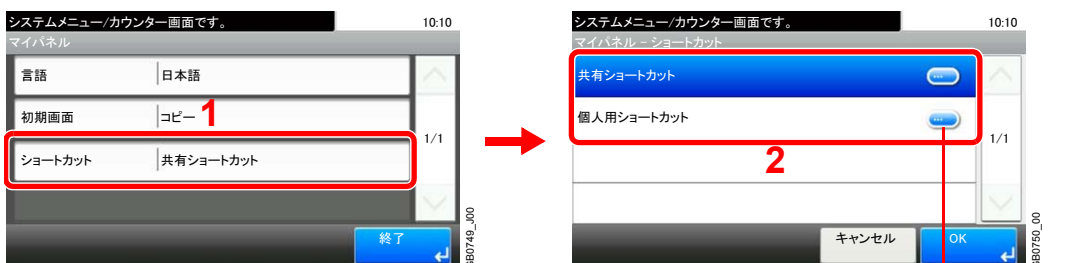 システムメニュー/カウンター画面です。
10:10
マイパネル
言語
日本語
初期画面
コピー
1
ショートカット
共有ショートカット
1/1
終了
GB0749_J00
システムメニュー/カウンター画面です。
10:10
マイパネル - ショートカット
共有ショートカット
個人用ショートカット
1/1
2
キャンセル
OK
GB0750_00